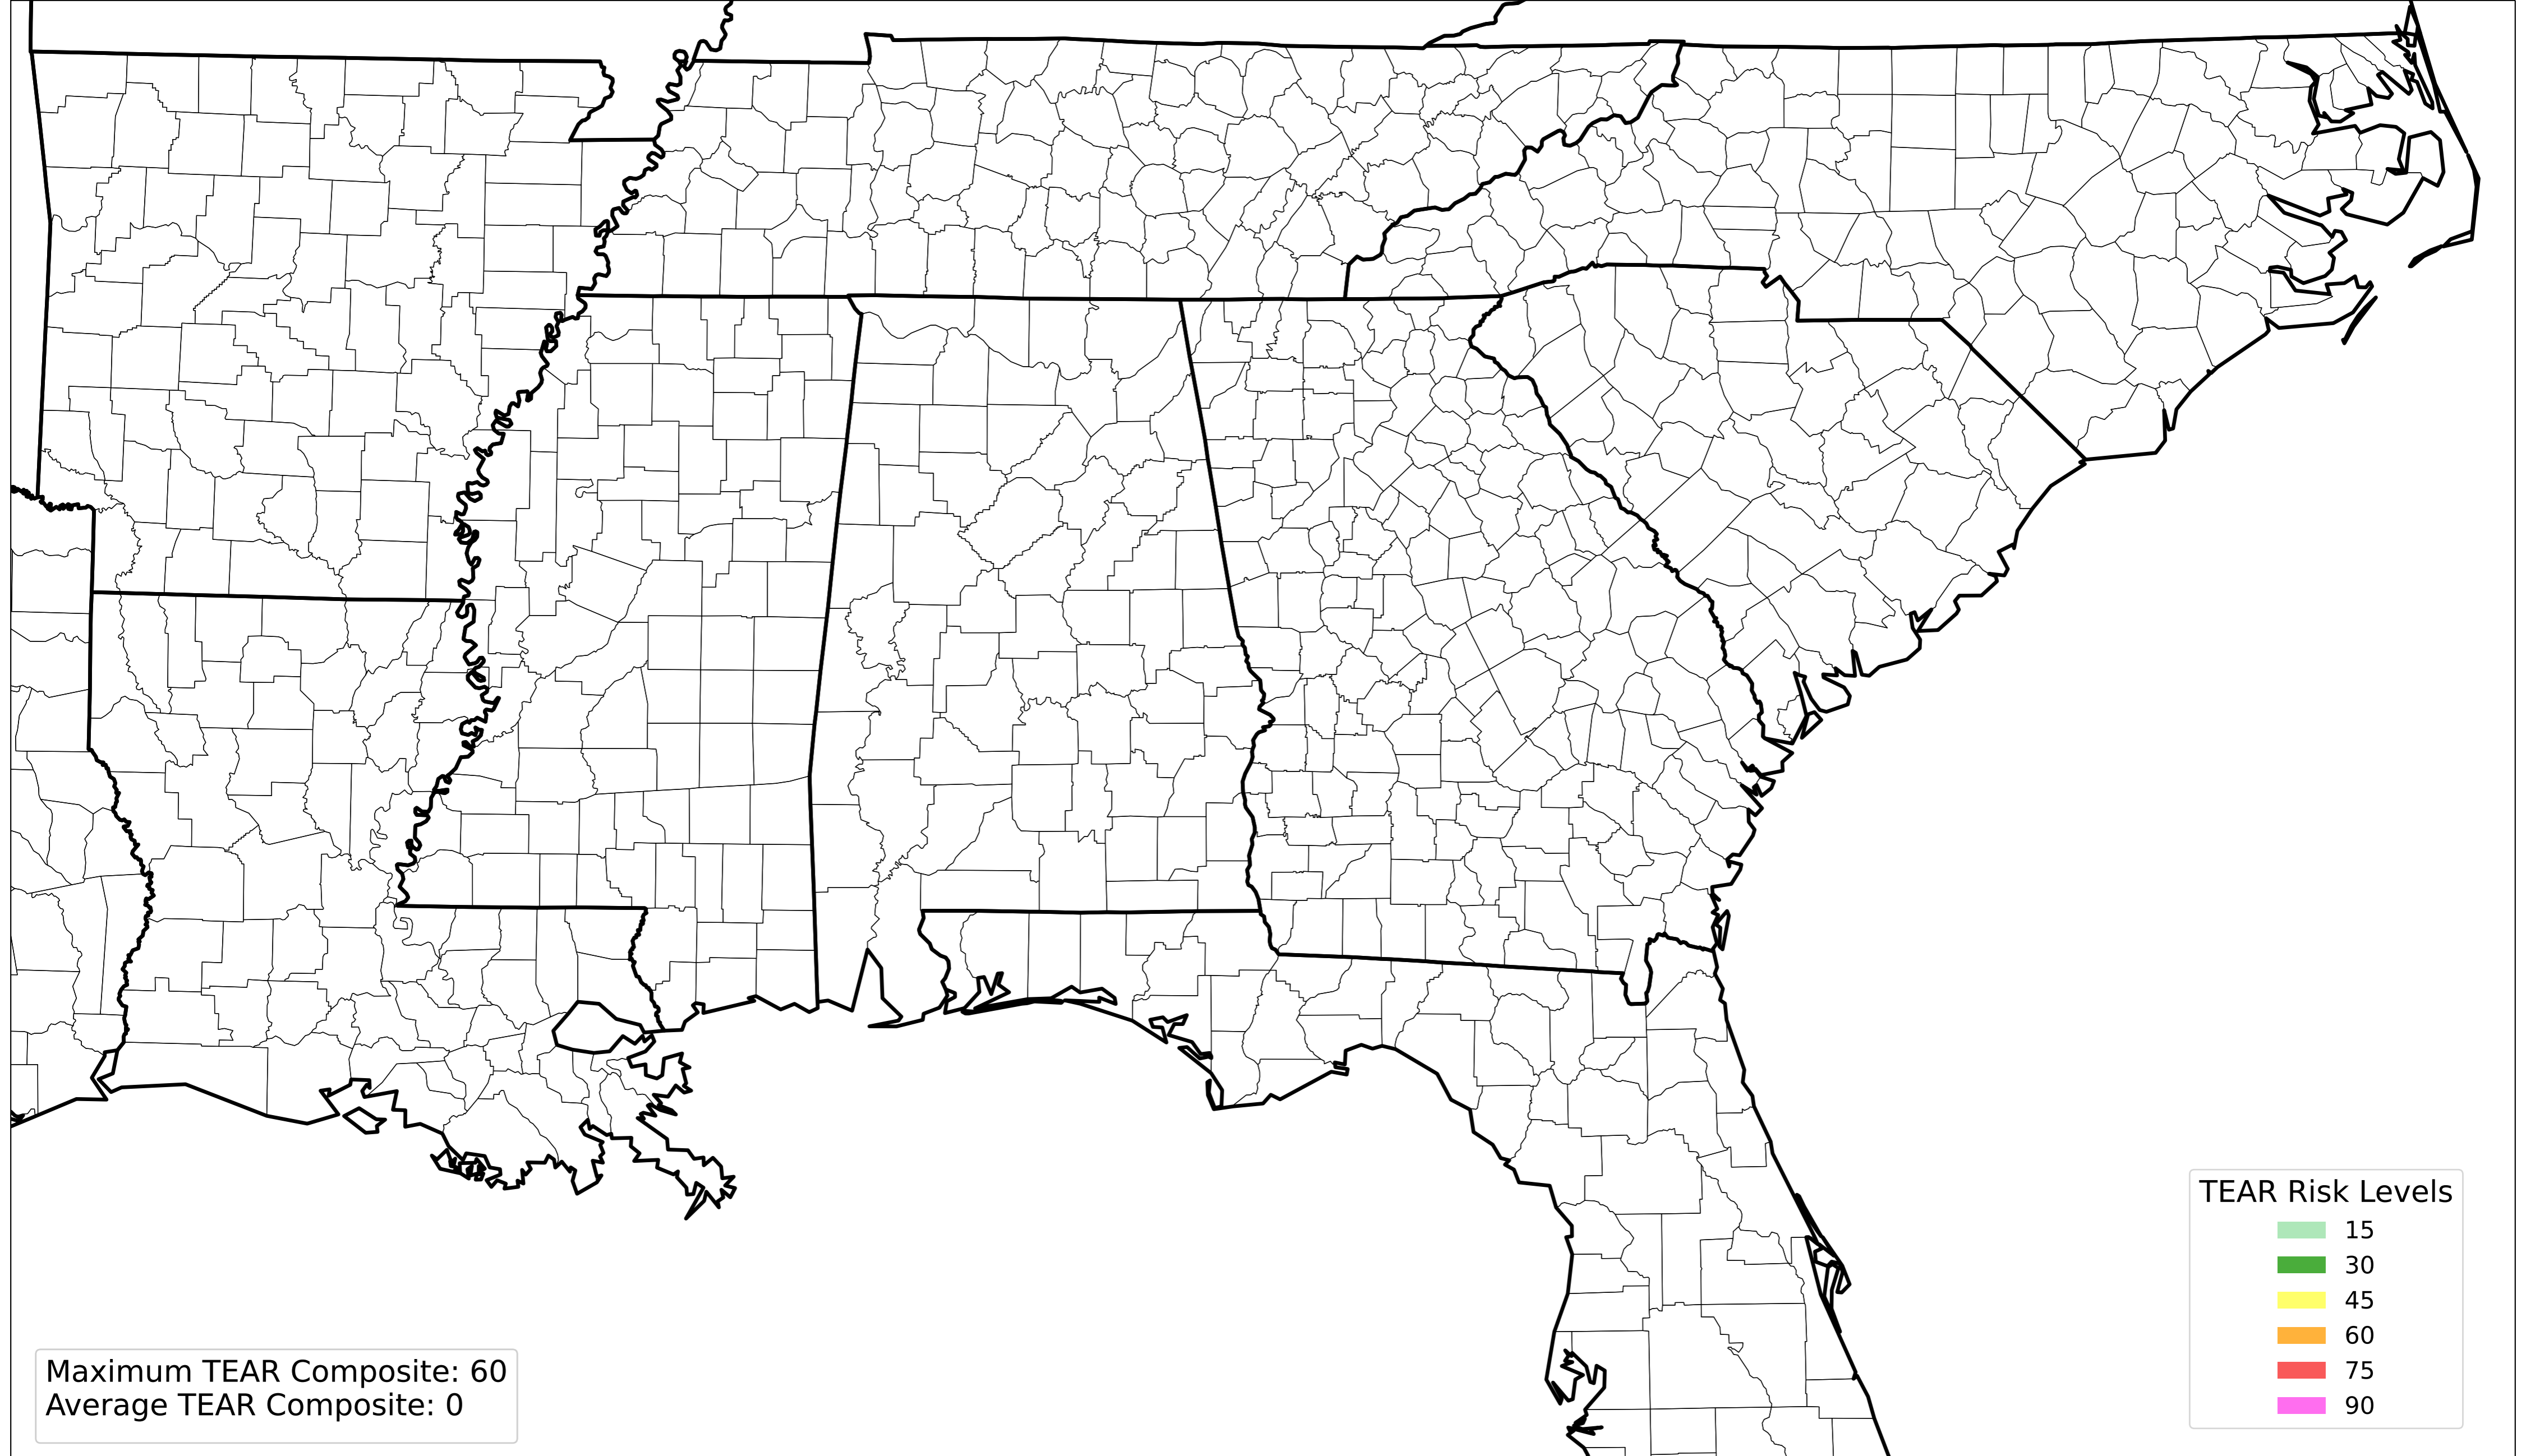 TEAR Risk Levels
15
30
45
60
75
90
Maximum TEAR Composite: 60
Average TEAR Composite: 0